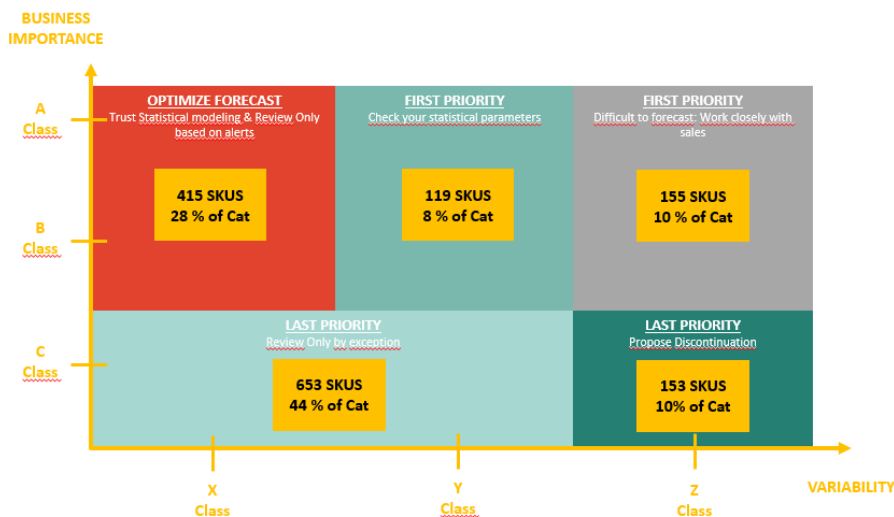 BUSINESS
IMPORTANCE
A
Class
B
Class
C
Class
OPTIMIZE FORECAST
Trust Statistical modeling & Review Only
based on alerts
415 SKUS
28 % of Cat
FIRST PRIORITY
Check your statistical parameters
119 SKUS
8 % of Cat
FIRST PRIORITY
Difficult to forecast: Work closely with
sales
155 SKUS
10 % of Cat
LAST PRIORITY
Review Only by exception
653 SKUS
44 % of Cat
LAST PRIORITY
Propose Discontinuation
153 SKUS
10% of Cat
X
Class
Y
Class
Z
Class
VARIABILITY